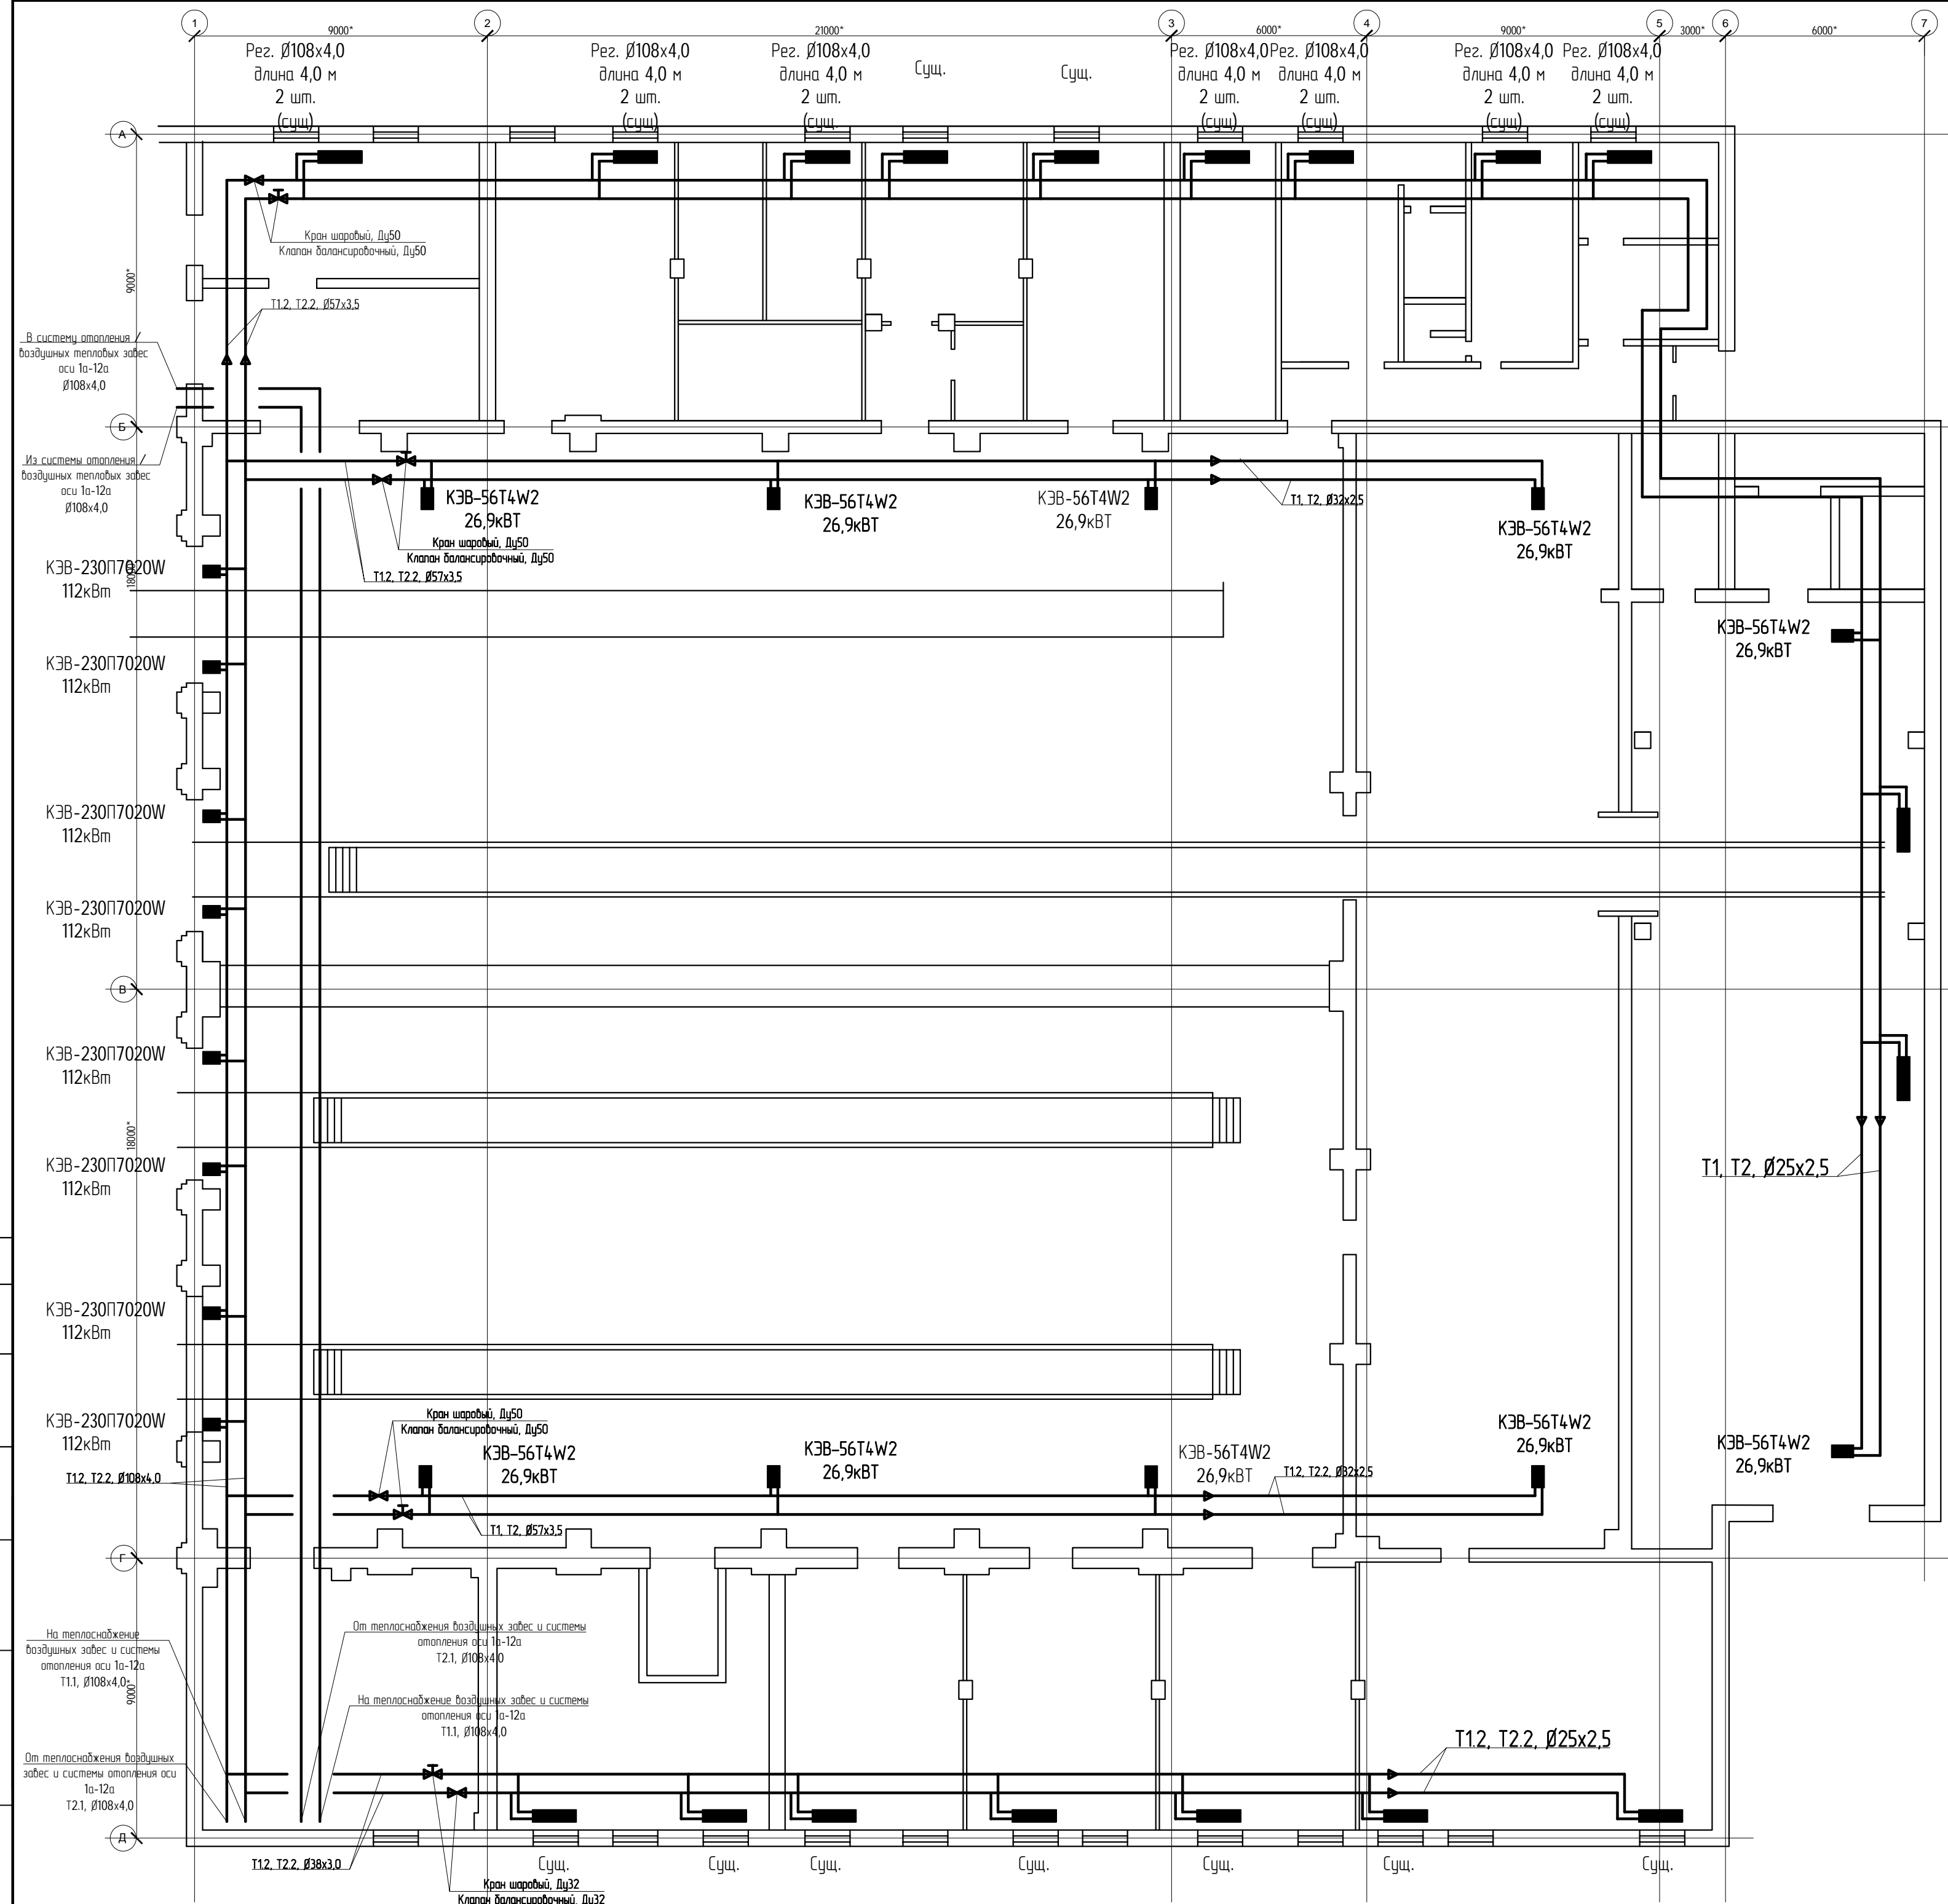 1
2
3
4
5
6
7
9000*
21000*
6000*
9000*
3000*
6000*
Рег. Ø108х4,0
длина 4,0 м
2 шт.
(сущ)
Рег. Ø108х4,0
длина 4,0 м
2 шт.
(сущ)
Рег. Ø108х4,0
длина 4,0 м
2 шт.
(сущ.
Сущ.
Сущ.
Рег. Ø108х4,0
длина 4,0 м
2 шт.
(сущ)
Рег. Ø108х4,0
длина 4,0 м
2 шт.
(сущ)
Рег. Ø108х4,0
длина 4,0 м
2 шт.
(сущ)
Рег. Ø108х4,0
длина 4,0 м
2 шт.
(сущ)
А
Кран шаровый, Ду50
Клапан балансировочный, Ду50
9000*
Т1.2, Т2.2, Ø57х3,5
В систему отопления
воздушных тепловых завес
оси 1а-12а
Ø108х4,0
Б
Из системы отопления
воздушных тепловых завес
оси 1а-12а
Ø108х4,0
КЭВ-56Т4W2
26,9кВТ
КЭВ-56Т4W2
26,9кВТ
КЭВ-56Т4W2
26,9кВТ
Т1, Т2, Ø32х2,5
КЭВ-56Т4W2
26,9кВТ
Кран шаровый, Ду50
Клапан балансировочный, Ду50
Т1.2, Т2.2, Ø57х3,5
КЭВ-230П7020W
112кВт
18000*
КЭВ-56Т4W2
26,9кВТ
КЭВ-230П7020W
112кВт
КЭВ-230П7020W
112кВт
КЭВ-230П7020W
112кВт
В
КЭВ-230П7020W
112кВт
18000*
КЭВ-230П7020W
112кВт
Т1, Т2, Ø25х2,5
КЭВ-230П7020W
112кВт
КЭВ-230П7020W
112кВт
Кран шаровый, Ду50
Клапан балансировочный, Ду50
КЭВ-56Т4W2
26,9кВТ
КЭВ-56Т4W2
26,9кВТ
КЭВ-56Т4W2
26,9кВТ
Т1.2, Т2.2, Ø32х2,5
КЭВ-56Т4W2
26,9кВТ
КЭВ-56Т4W2
26,9кВТ
Т1.2, Т2.2, Ø108х4,0
Т1, Т2, Ø57х3,5
Г
На теплоснабжение
воздушных завес и системы
отопления оси 1а-12а
Т1.1, Ø108х4,0
9000*
От теплоснабжения воздушных завес и системы
отопления оси 1а-12а
Т2.1, Ø108х4,0
На теплоснабжение воздушных завес и системы
отопления оси 1а-12а
Т1.1, Ø108х4,0
От теплоснабжения воздушных
завес и системы отопления оси
1а-12а
Т2.1, Ø108х4,0
Т1.2, Т2.2, Ø25х2,5
Д
Т1.2, Т2.2, Ø38х3,0
Сущ.
Сущ.
Сущ.
Сущ.
Сущ.
Сущ.
Сущ.
Кран шаровый, Ду32
Клапан балансировочный, Ду32